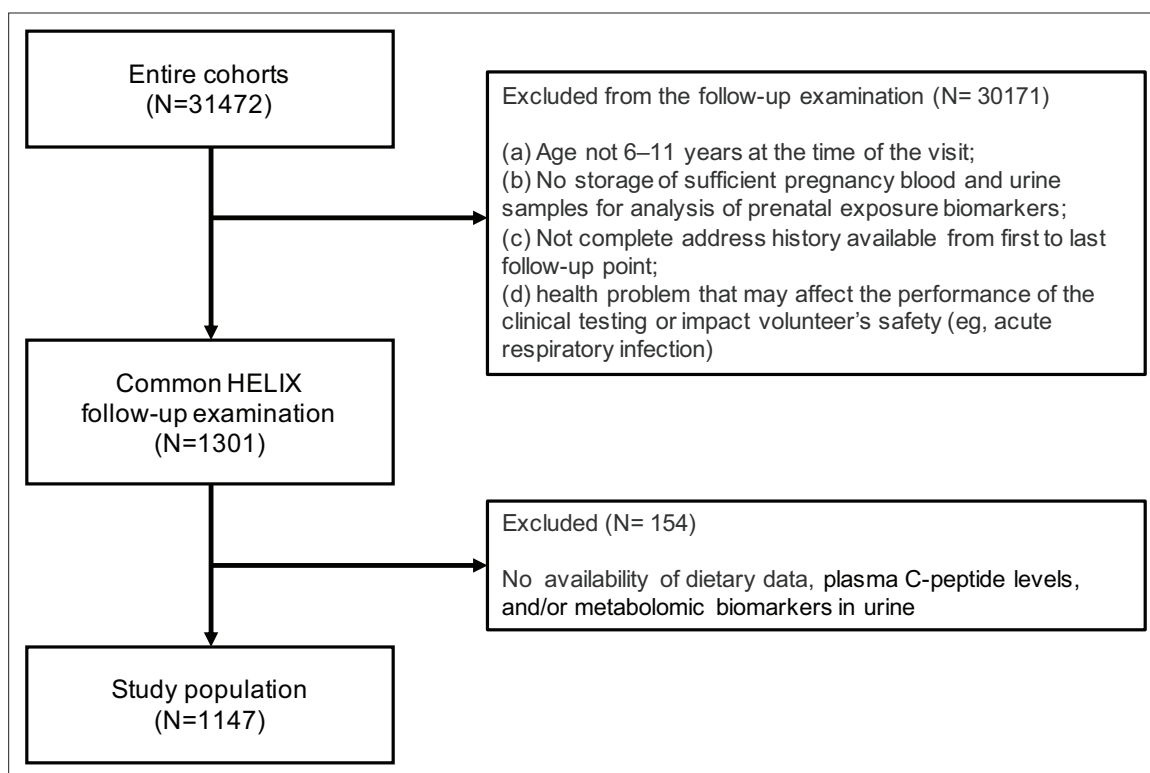 Entire cohorts
(N=31472)
Excluded from the follow-up examination (N= 30171)
(a) Age not 6–11 years at the time of the visit;
(b) No storage of sufficient pregnancy blood and urine
samples for analysis of prenatal exposure biomarkers;
(c) Not complete address history available from first to last
follow-up point;
(d) health problem that may affect the performance of the
clinical testing or impact volunteer’s safety (eg, acute
respiratory infection)
Common HELIX
follow-up examination
(N=1301)
Excluded (N= 154)
No availability of dietary data, plasma C-peptide levels,
and/or metabolomic biomarkers in urine
Study population
(N=1147)